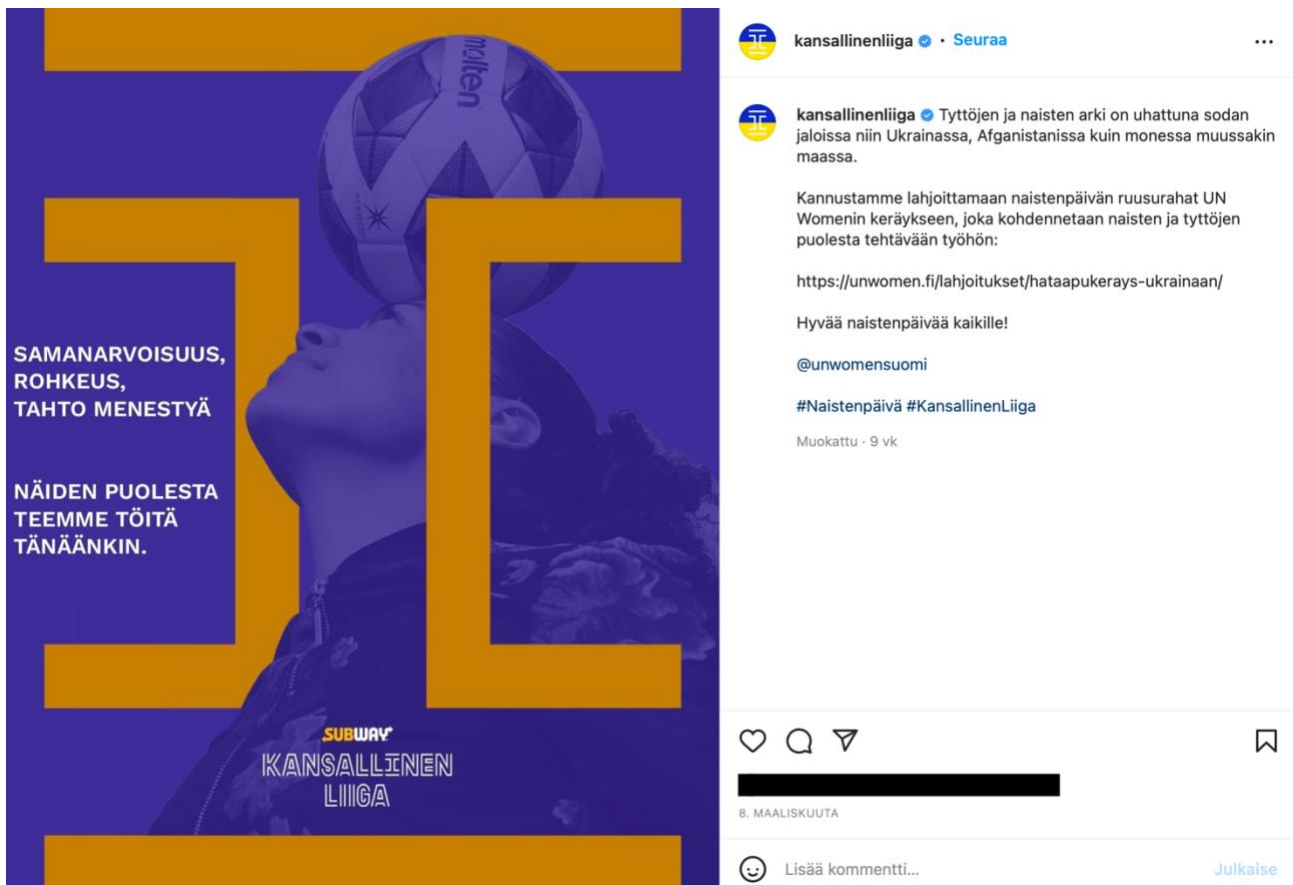 molten
SAMANARVOISUUS,
ROHKEUS,
TAHTO MENESTYÄ
NÄIDEN PUOLESTA
TEEMME TÖITÄ
TÄNÄÄNKIN.
SUBWAY
KANSALLINEN
LIIGA
kansallinenliiga • Seuraa
kansallinenliiga Tyttöjen ja naisten arki on uhattuna sodan
jaloissa niin Ukrainassa, Afganistanissa kuin monessa muussakin
maassa.
Kannustamme lahjoittamaan naistenpäivän ruusurahat UN
Womenin keräykseen, joka kohdennetaan naisten ja tyttöjen
puolesta tehtävään työhön:
https://unwomen.fi/lahjoitukset/hataapukerays-ukrainaan/
Hyvää naistenpäivää kaikille!
@unwomensuomi
#Naistenpäivä #KansallinenLiiga
Muokattu · 9 vk
8. MAALISKUUTA
Lisää kommentti... Julkaise